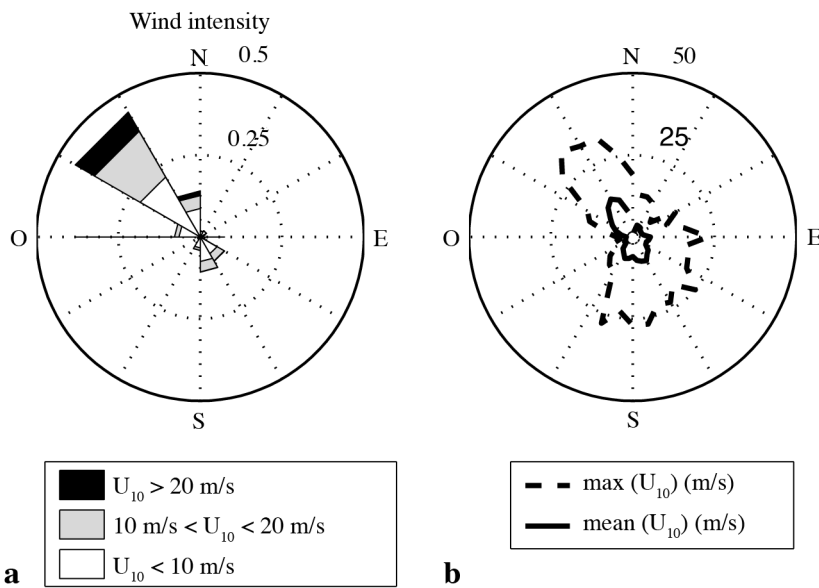 Wind intensity
N
0.5
0.25
O
E
S
U10 > 20 m/s
10 m/s < U10 < 20 m/s
U10 < 10 m/s
a
N
50
25
O
E
S
max (U10) (m/s)
mean (U10) (m/s)
b